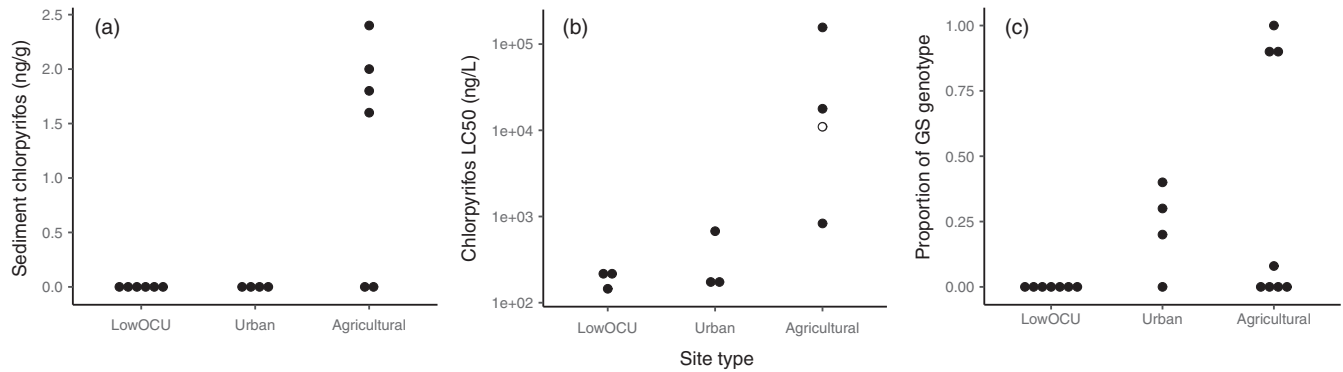 (a)
Sediment chlorpyrifos (ng/g)
2.5
2.0
1.5
1.0
0.5
0.0
LowOCU Urban Agricultural
(b)
Chlorpyrifos LC50 (ng/L)
1e+05
1e+04
1e+03
1e+02
LowOCU Urban Agricultural
Site type
(c)
Proportion of GS genotype
1.00
0.75
0.50
0.25
0.00
LowOCU Urban Agricultural